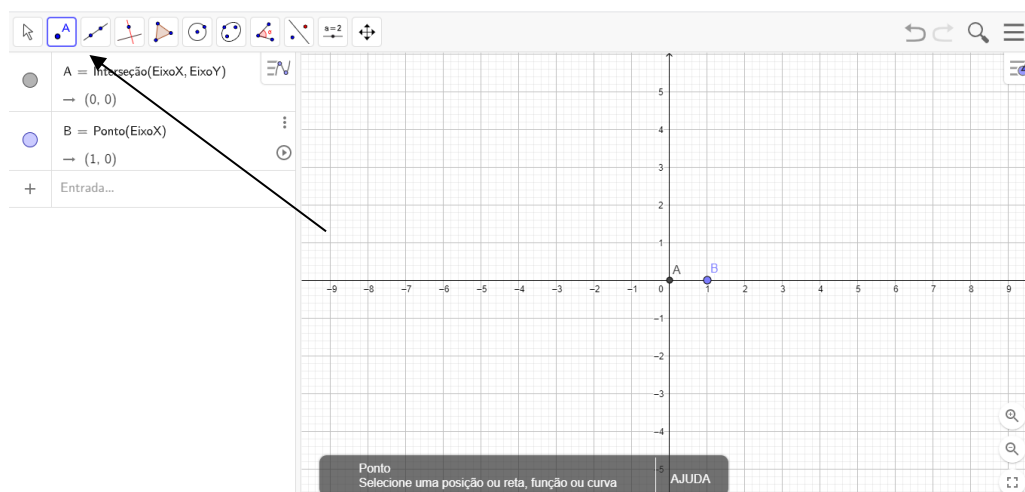 A
a=2
A = Interseção(EixoX, EixoY)
→ (0, 0)
B = Ponto(EixoX)
→ (1, 0)
+ Entrada...
5
4
3
2
1
A
B
−9 −8 −7 −6 −5 −4 −3 −2 −1 0 1 2 3 4 5 6 7 8 9
−1
−2
−3
−4
−5
Ponto
Selecione uma posição ou reta, função ou curva
AJUDA